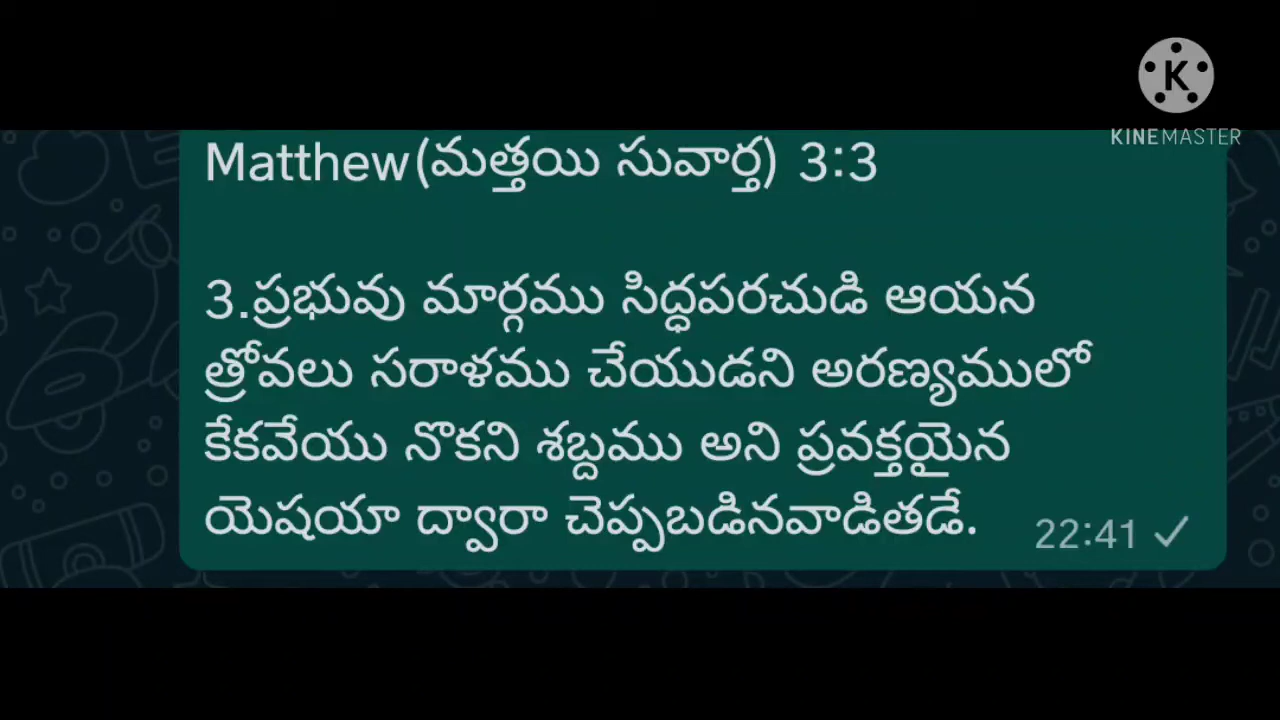 K
KINEMASTER
Matthew(మత్తయి సువార్త) 3:3
3.ప్రభువు మార్గము సిద్ధపరచుడి ఆయన
త్రోవలు సరాళము చేయుడని అరణ్యములో
కేకవేయు నొకని శబ్దము అని ప్రవక్తయైన
యెషయా ద్వారా చెప్పబడినవాడితడే.
22:41